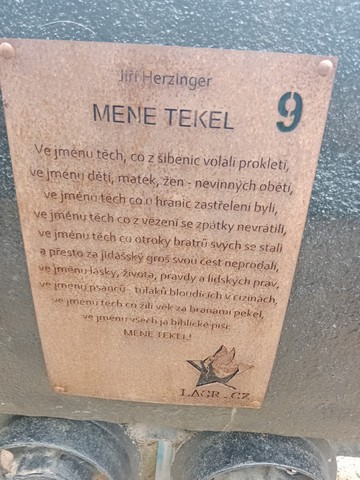 Jiří Herzinger
MENE TEKEL
9
Ve jménu těch, co z šibenic volali prokletí,
ve jménu dětí, matek, žen - nevinných obětí,
ve jménu těch co u hranic zastřeleni byli,
ve jménu těch co z vězení se zpátky nevrátili,
ve jménu těch co otroky bratrů svých se stali
a přesto za jidášský groš svou čest neprodali,
ve jménu lásky, života, pravdy a lidských prav,
ve jménu psanců - tuláků bloudících v cizinách,
ve jménu těch co žili věk za branami pekel,
ve jménu všech já biblické píši:
MENE TEKEL!
LAGR.CZ